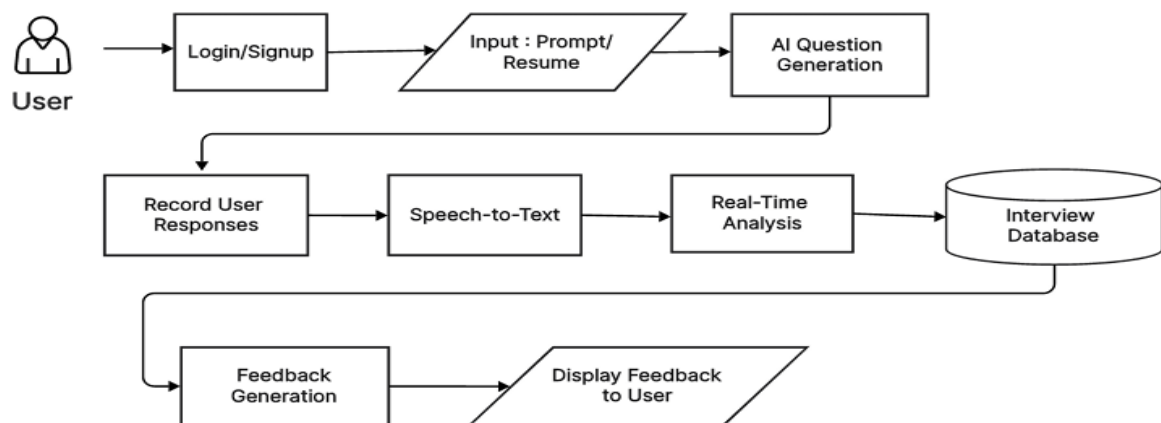 User
Login/Signup
Input : Prompt/
Resume
AI Question
Generation
Record User
Responses
Speech-to-Text
Real-Time
Analysis
Interview
Database
Feedback
Generation
Display Feedback
to User